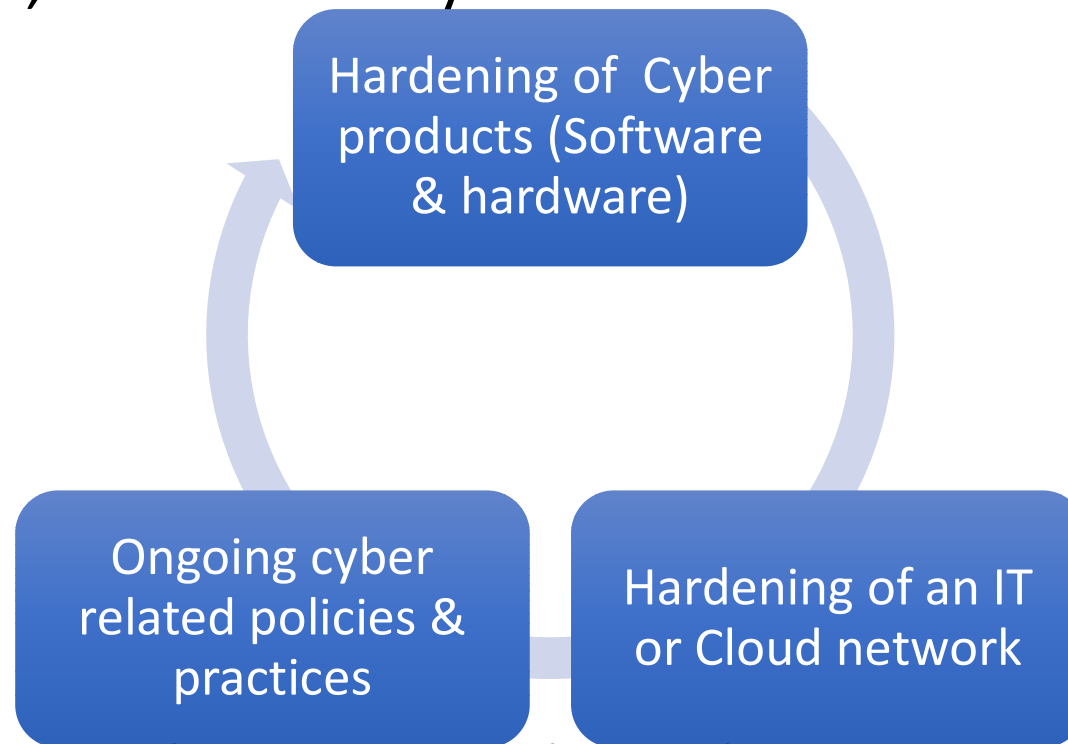 Hardening of  Cyber
products (Software
& hardware)
Ongoing cyber
related policies &
practices
Hardening of an IT
or Cloud network